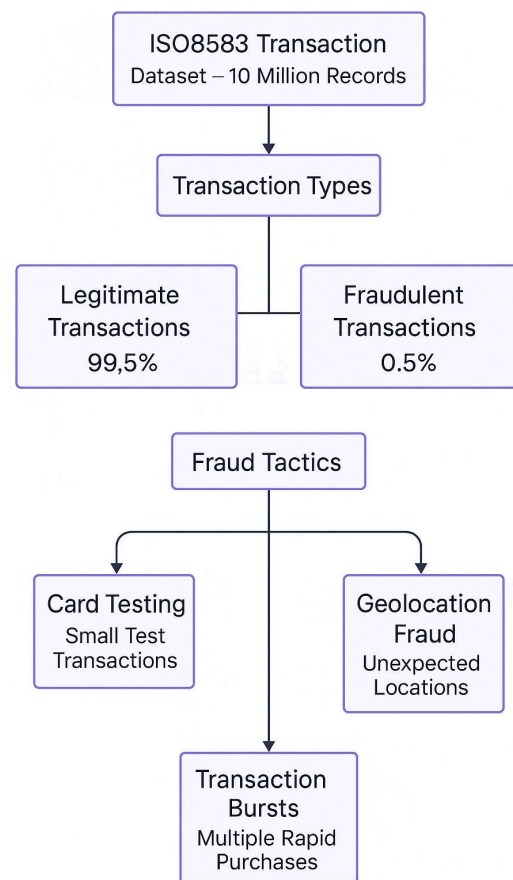 ISO8583 Transaction
Dataset – 10 Million Records
Transaction Types
Legitimate
Transactions
99,5%
Fraudulent
Transactions
0.5%
Fraud Tactics
Card Testing
Small Test
Transactions
Geolocation
Fraud
Unexpected
Locations
Transaction
Bursts
Multiple Rapid
Purchases